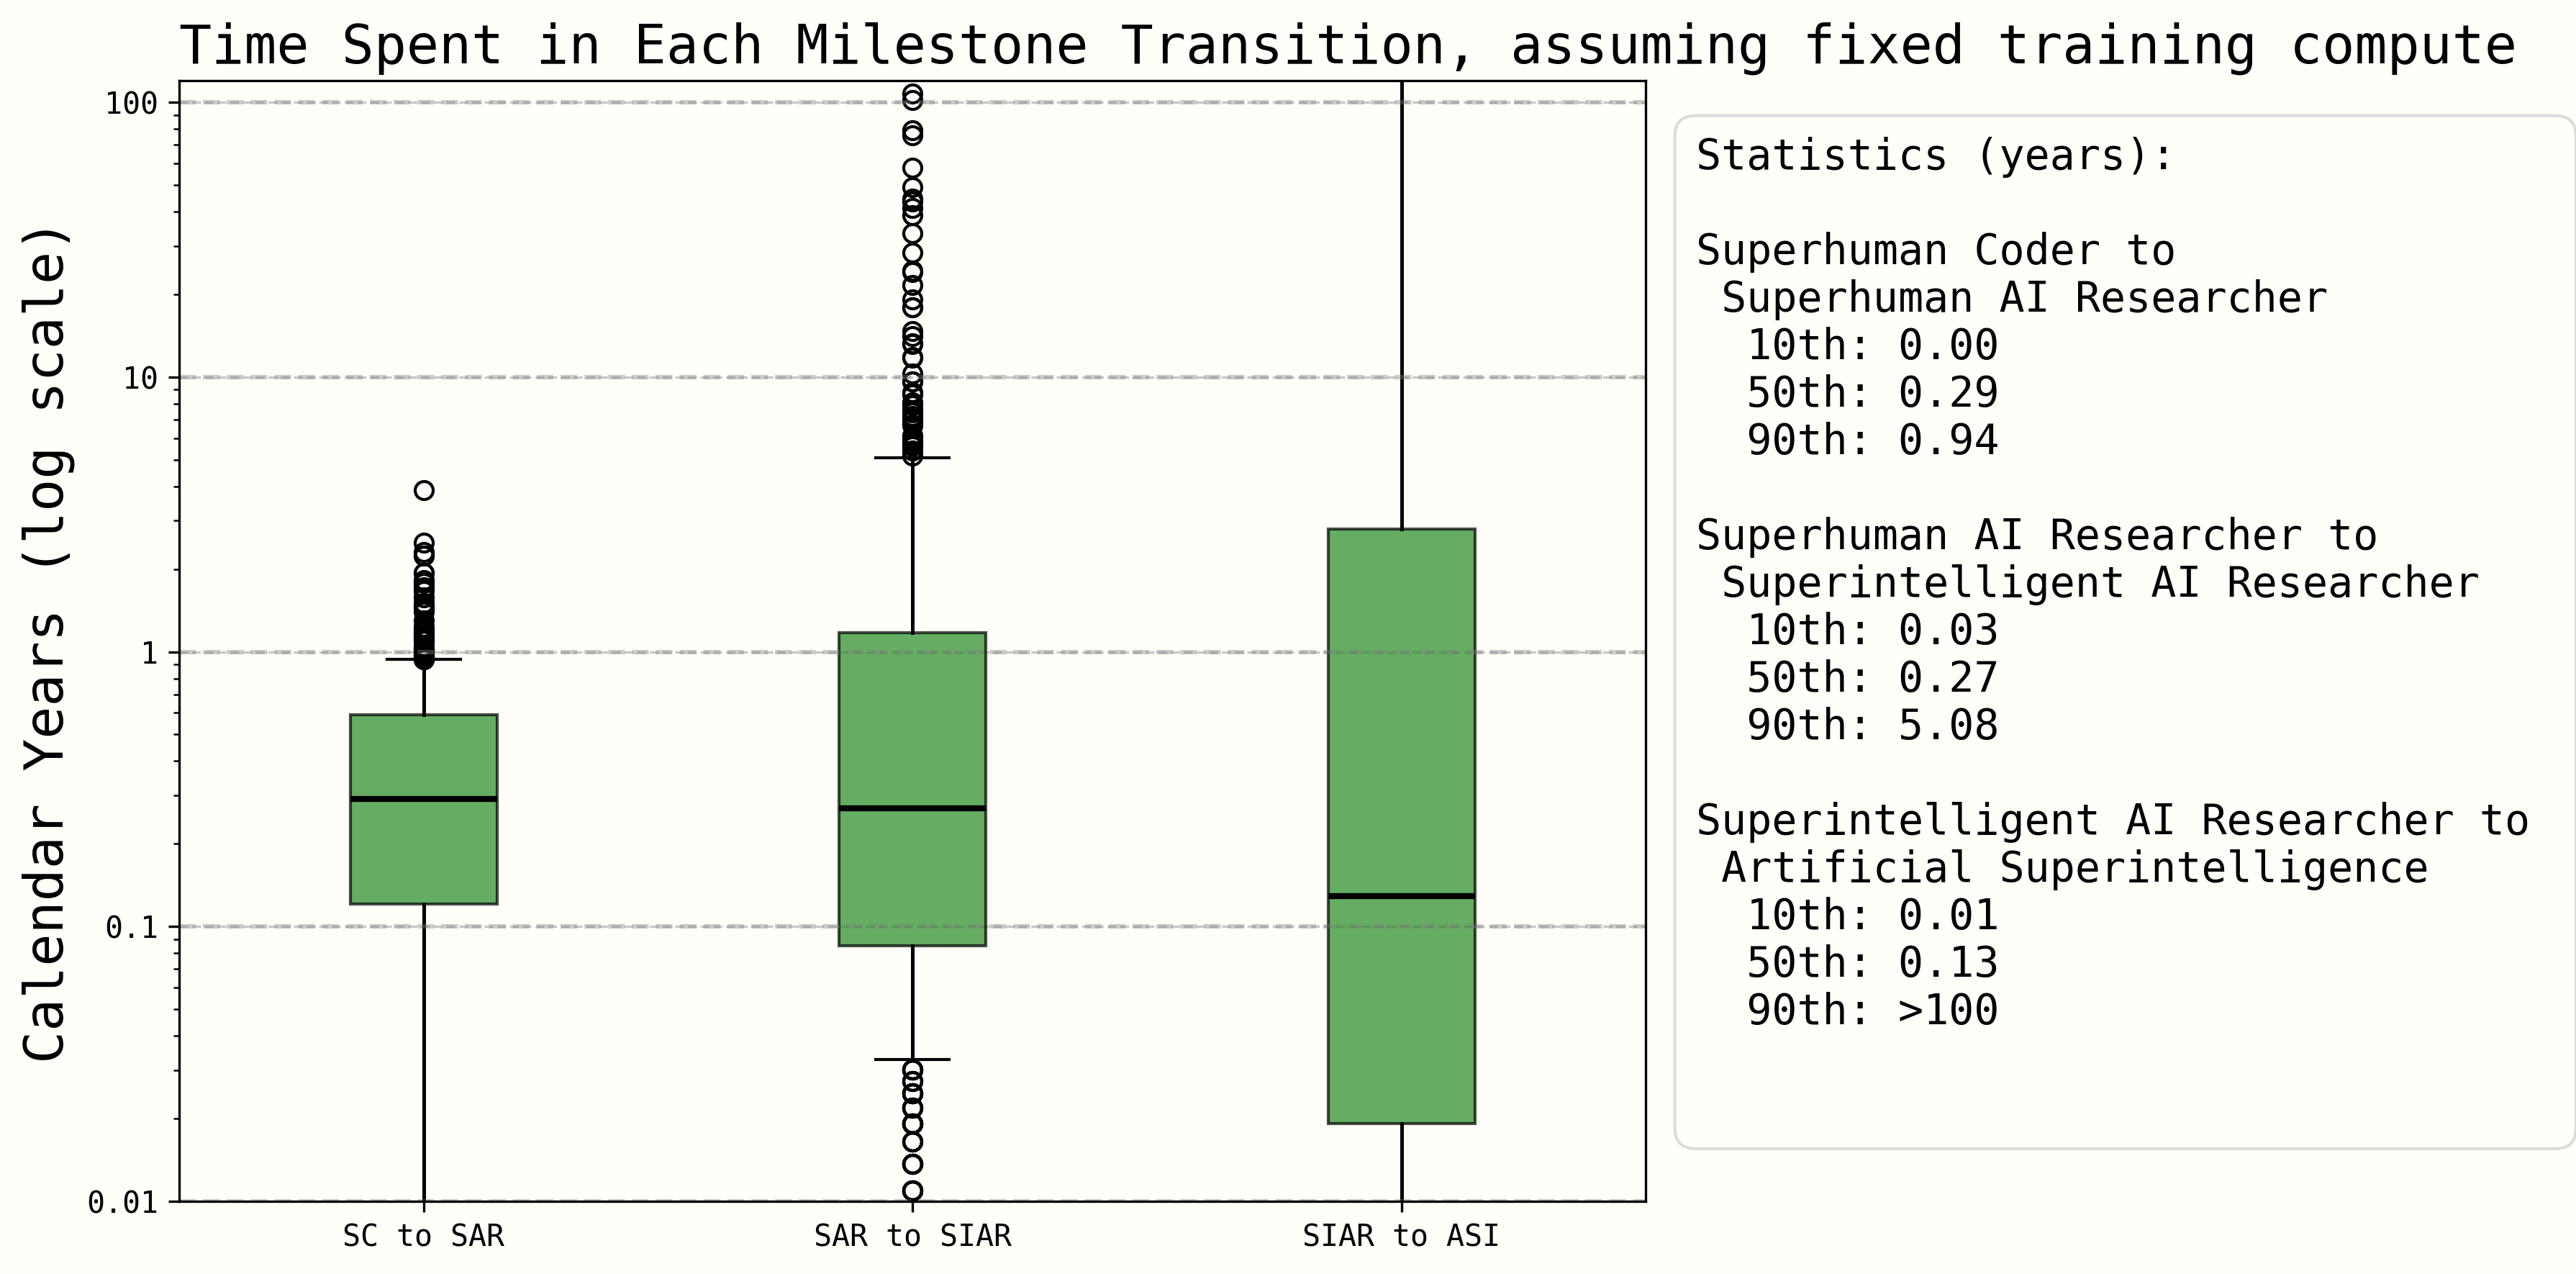 Time Spent in Each Milestone Transition, assuming fixed training compute
Calendar Years (log scale)
100
10
1
0.1
0.01
SC to SAR
SAR to SIAR
SIAR to ASI
Statistics (years):
Superhuman Coder to
Superhuman AI Researcher
10th: 0.00
50th: 0.29
90th: 0.94
Superhuman AI Researcher to
Superintelligent AI Researcher
10th: 0.03
50th: 0.27
90th: 5.08
Superintelligent AI Researcher to
Artificial Superintelligence
10th: 0.01
50th: 0.13
90th: >100